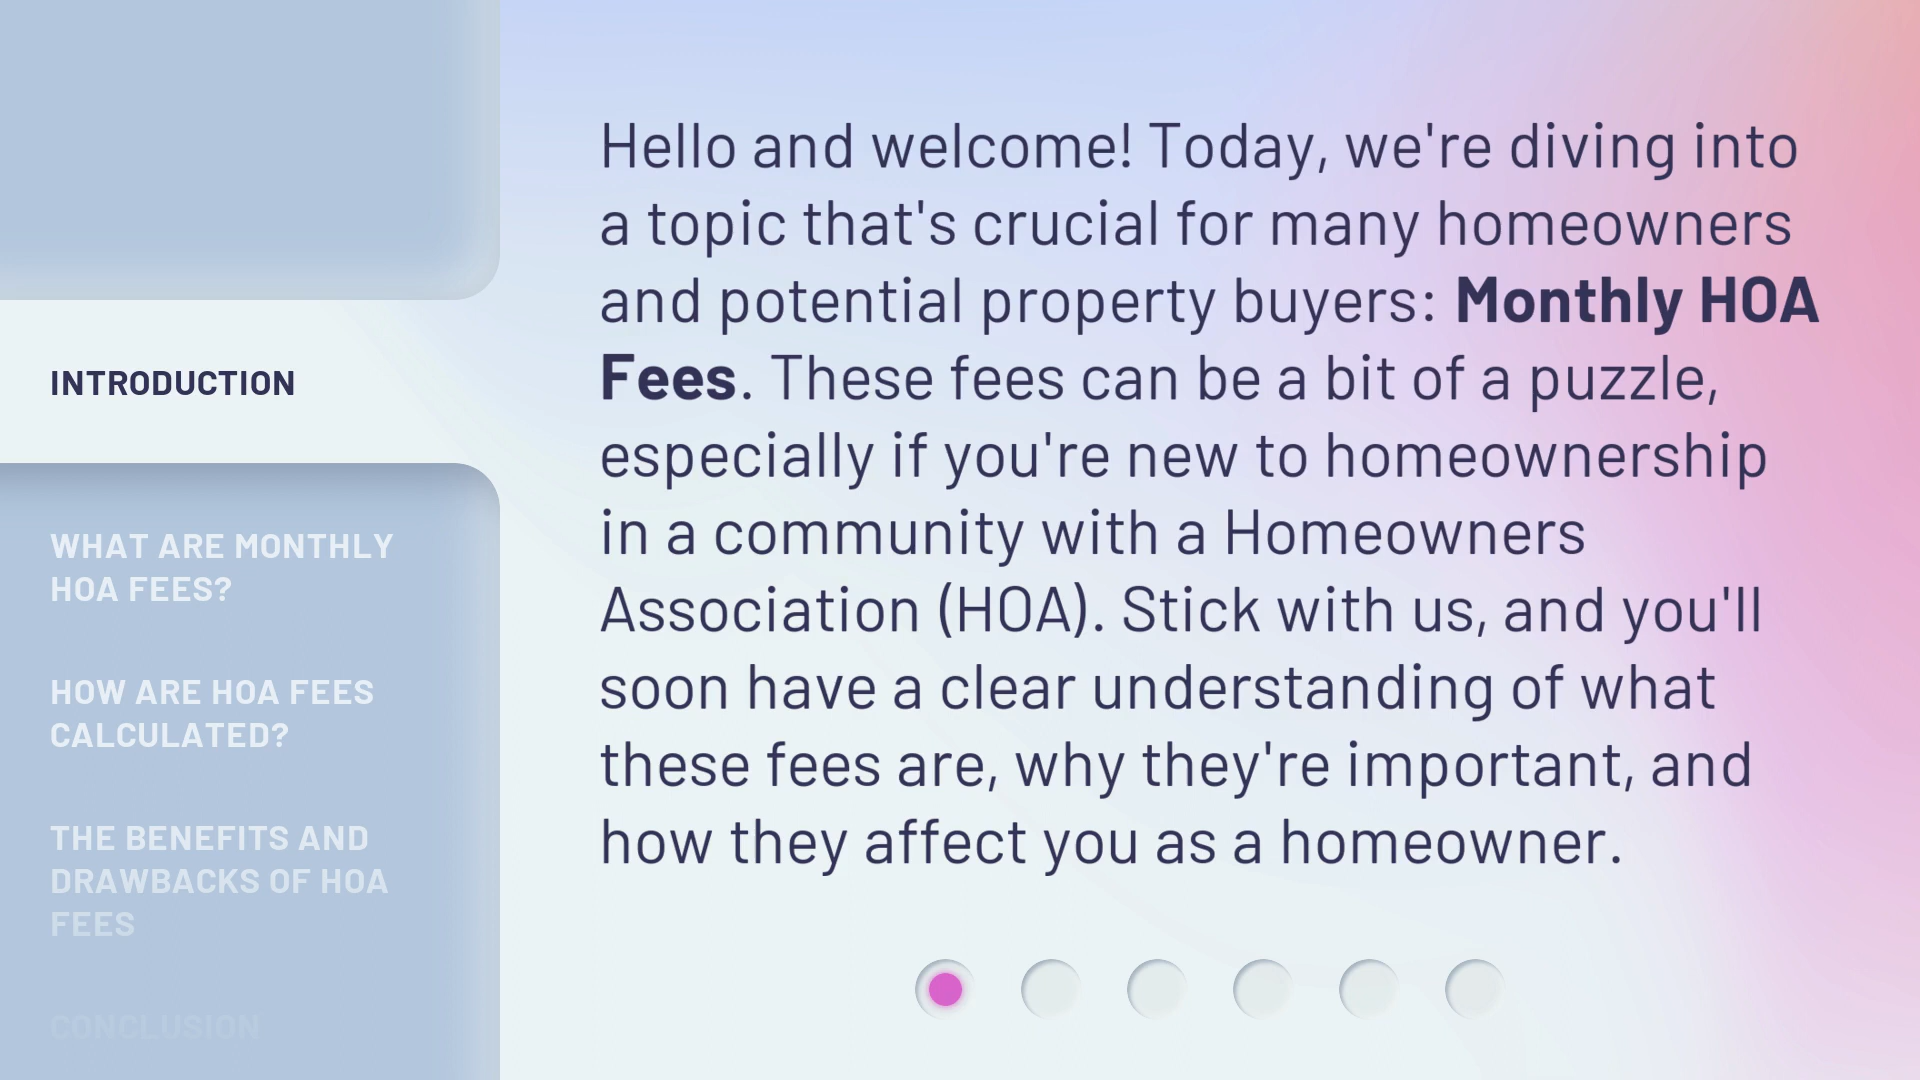 INTRODUCTION
WHAT ARE MONTHLY
HOA FEES?
HOW ARE HOA FEES
CALCULATED?
THE BENEFITS AND
DRAWBACKS OF HOA
FEES
CONCLUSION
Hello and welcome! Today, we're diving into
a topic that's crucial for many homeowners
and potential property buyers: Monthly HOA
Fees. These fees can be a bit of a puzzle,
especially if you're new to homeownership
in a community with a Homeowners
Association (HOA). Stick with us, and you'll
soon have a clear understanding of what
these fees are, why they're important, and
how they affect you as a homeowner.